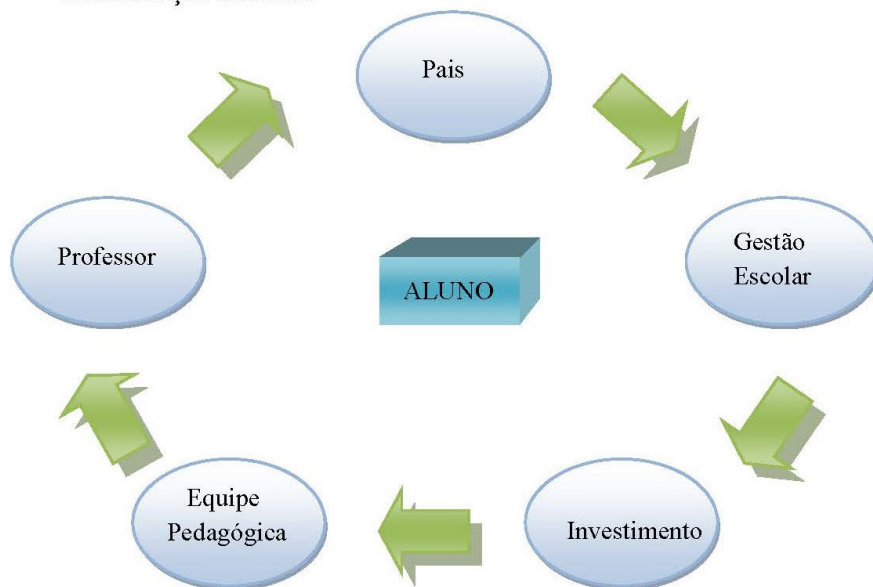 Pais
Gestão
Escolar
Investimento
Equipe
Pedagógica
Professor
ALUNO